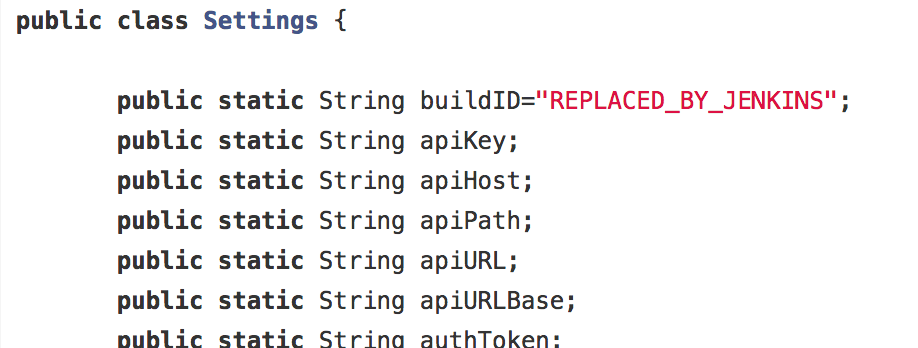 public class Settings {
public static String buildID="REPLACED_BY_JENKINS";
public static String apiKey;
public static String apiHost;
public static String apiPath;
public static String apiURL;
public static String apiURLBase;
public static String authToken;